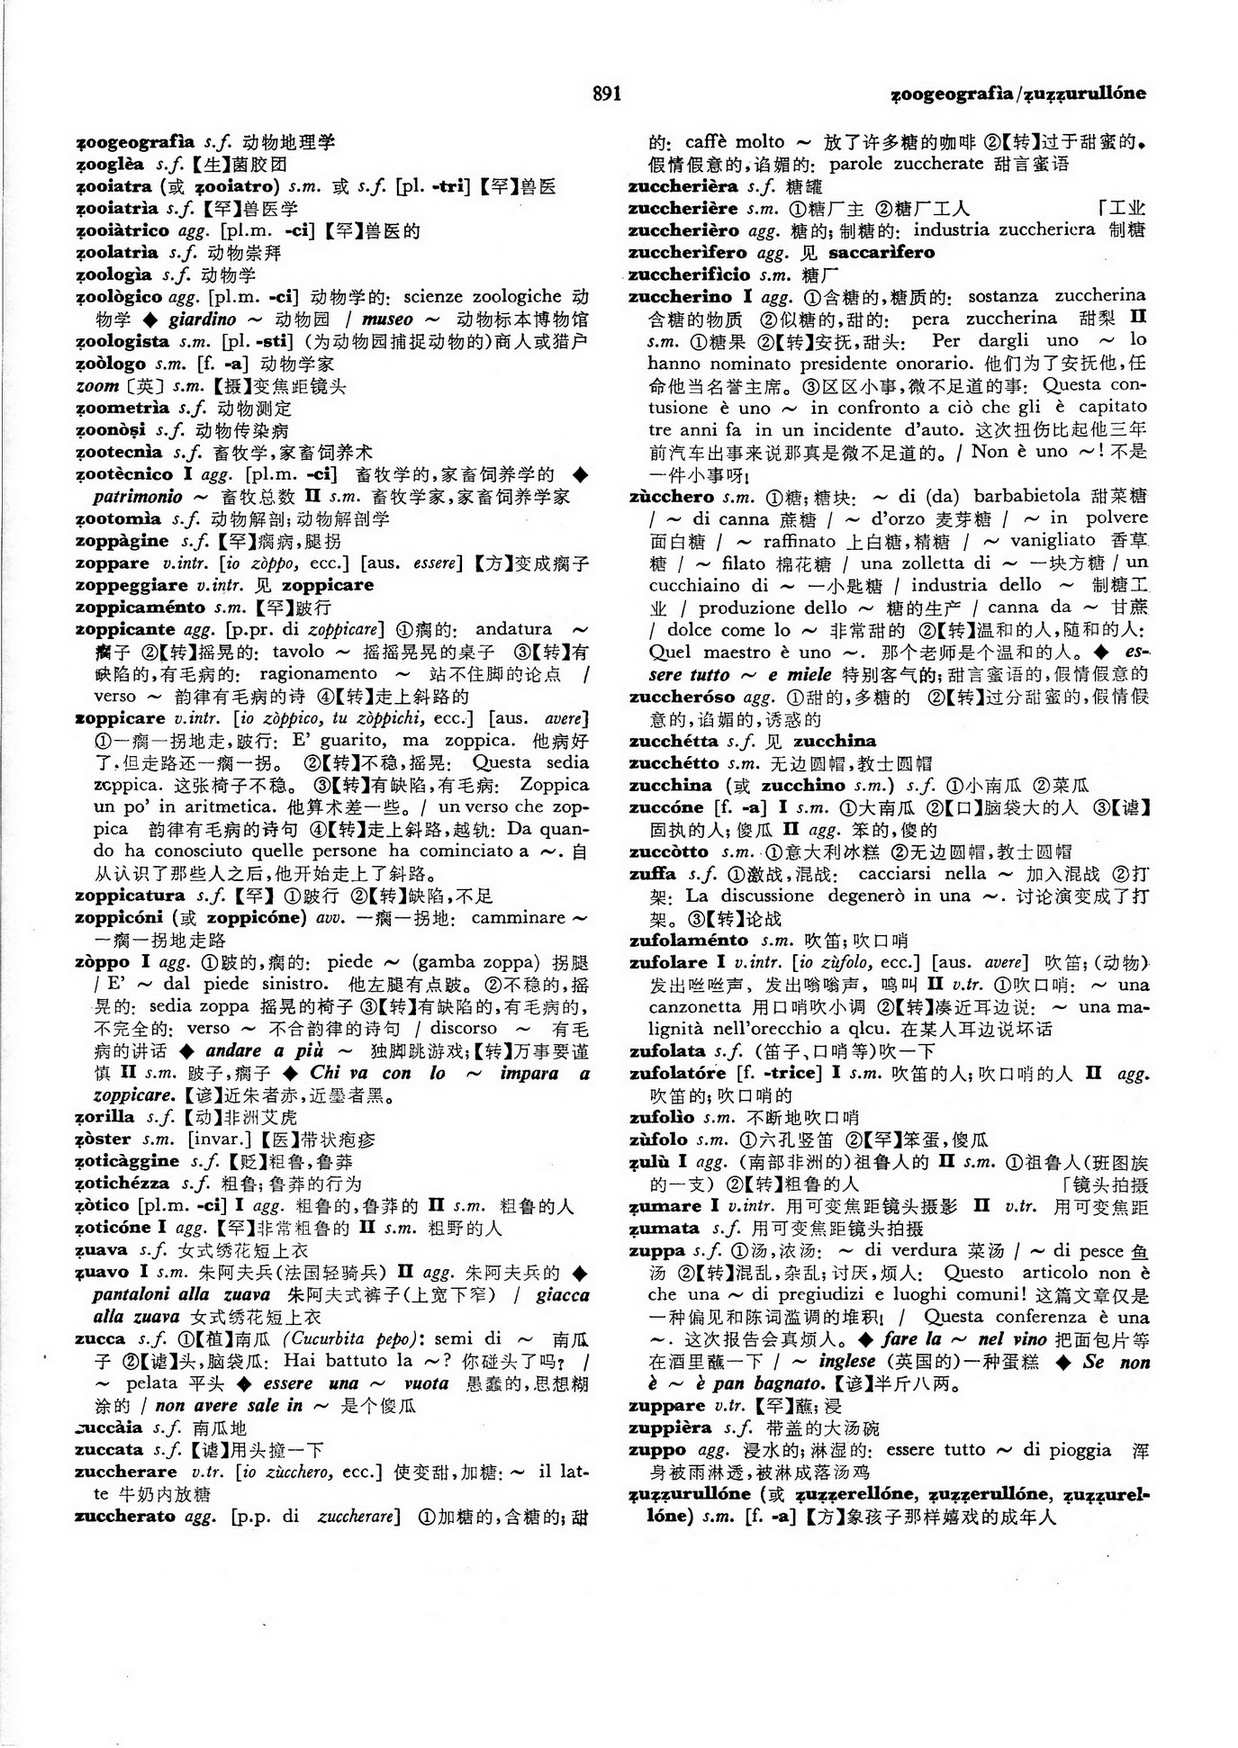 891
ẓoogeografìa/ẓuẓẓurullóne
ẓoogeografìa s.f. 动物地理学
ẓooglèa s.f.【生】菌胶团
ẓooiatra (或 ẓooiatro) s.m. 或 s.f. [pl. -tri]【罕】兽医
ẓooiatrìa s.f.【罕】兽医学
ẓooiàtrico agg. [pl.m. -ci]【罕】兽医的
ẓoolatrìa s.f. 动物崇拜
ẓoologìa s.f. 动物学
ẓoològico agg. [pl.m. -ci] 动物学的: scienze zoologiche 动
物学 ◆ giardino ~ 动物园 / museo ~ 动物标本博物馆
ẓoologista s.m. [pl. -sti] (为动物园捕捉动物的)商人或猎户
ẓoòlogo s.m. [f. -a] 动物学家
zoom〔英〕s.m.【摄】变焦距镜头
ẓoometrìa s.f. 动物测定
ẓoonòṣi s.f. 动物传染病
ẓootecnìa s.f. 畜牧学,家畜饲养术
ẓootècnico I agg. [pl.m. -ci] 畜牧学的,家畜饲养学的 ◆
patrimonio ~ 畜牧总数 II s.m. 畜牧学家,家畜饲养学家
ẓootomìa s.f. 动物解剖; 动物解剖学
zoppàgine s.f.【罕】瘸病,腿拐
zoppare v.intr. [io zòppo, ecc.] [aus. essere]【方】变成瘸子
zoppeggiare v.intr. 见 zoppicare
zoppicaménto s.m.【罕】跛行
zoppicante agg. [p.pr. di zoppicare] ①瘸的: andatura ~
瘸子 ②【转】摇晃的: tavolo ~ 摇摇晃晃的桌子 ③【转】有
缺陷的,有毛病的: ragionamento ~ 站不住脚的论点 /
verso ~ 韵律有毛病的诗 ④【转】走上斜路的
zoppicare v.intr. [io zòppico, tu zòppichi, ecc.] [aus. avere]
①一瘸一拐地走,跛行: E' guarito, ma zoppica. 他病好
了,但走路还一瘸一拐。 ②【转】不稳,摇晃: Questa sedia
zoppica. 这张椅子不稳。 ③【转】有缺陷,有毛病: Zoppica
un po' in aritmetica. 他算术差一些。/ un verso che zop-
pica 韵律有毛病的诗句 ④【转】走上斜路,越轨: Da quan-
do ha conosciuto quelle persone ha cominciato a ~. 自
从认识了那些人之后,他开始走上了斜路。
zoppicatura s.f.【罕】①跛行 ②【转】缺陷,不足
zoppicóni (或 zoppicóne) avv. 一瘸一拐地: camminare ~
一瘸一拐地走路
zòppo I agg. ①跛的,瘸的: piede ~ (gamba zoppa) 拐腿
/ E' ~ dal piede sinistro. 他左腿有点跛。②不稳的,摇
晃的: sedia zoppa 摇晃的椅子 ③【转】有缺陷的,有毛病的,
不完全的: verso ~ 不合韵律的诗句 / discorso ~ 有毛
病的讲话 ◆ andare a più ~ 独脚跳游戏;【转】万事要谨
慎 II s.m. 跛子,瘸子 ◆ Chi va con lo ~ impara a
zoppicare.【谚】近朱者赤,近墨者黑。
ẓorilla s.f.【动】非洲艾虎
ẓòster s.m. [invar.]【医】带状疱疹
ẓoticàggine s.f.【贬】粗鲁,鲁莽
ẓotichézza s.f. 粗鲁; 鲁莽的行为
ẓòtico [pl.m. -ci] I agg. 粗鲁的,鲁莽的 II s.m. 粗鲁的人
ẓoticóne I agg.【罕】非常粗鲁的 II s.m. 粗野的人
ẓuava s.f. 女式绣花短上衣
ẓuavo I s.m. 朱阿夫兵(法国轻骑兵) II agg. 朱阿夫兵的 ◆
pantaloni alla zuava 朱阿夫式裤子(上宽下窄) / giacca
alla zuava 女式绣花短上衣
zucca s.f. ①【植】南瓜 (Cucurbita pepo): semi di ~ 南瓜
子 ②【谑】头,脑袋瓜: Hai battuto la ~? 你碰头了吗? /
~ pelata 平头 ◆ essere una ~ vuota 愚蠢的,思想糊
涂的 / non avere sale in ~ 是个傻瓜
zuccàia s.f. 南瓜地
zuccata s.f.【谑】用头撞一下
zuccherare v.tr. [io zùcchero, ecc.] 使变甜,加糖: ~ il lat-
te 牛奶内放糖
zuccherato agg. [p.p. di zuccherare] ①加糖的,含糖的; 甜
的: caffè molto ~ 放了许多糖的咖啡 ②【转】过于甜蜜的,
假情假意的,谄媚的: parole zuccherate 甜言蜜语
zuccherièra s.f. 糖罐
zuccherière s.m. ①糖厂主 ②糖厂工人 「工业
zuccherièro agg. 糖的; 制糖的: industria zuccheriera 制糖
zuccherìfero agg. 见 saccarìfero
zuccherifìcio s.m. 糖厂
zuccherino I agg. ①含糖的,糖质的: sostanza zuccherina
含糖的物质 ②似糖的,甜的: pera zuccherina 甜梨 II
s.m. ①糖果 ②【转】安抚,甜头: Per dargli uno ~ lo
hanno nominato presidente onorario. 他们为了安抚他,任
命他当名誉主席。③区区小事,微不足道的事: Questa con-
tusione è uno ~ in confronto a ciò che gli è capitato
tre anni fa in un incidente d'auto. 这次扭伤比起他三年
前汽车出事来说那真是微不足道的。/ Non è uno ~! 不是
一件小事呀!
zùcchero s.m. ①糖; 糖块: ~ di (da) barbabietola 甜菜糖
/ ~ di canna 蔗糖 / ~ d'orzo 麦芽糖 / ~ in polvere
面白糖 / ~ raffinato 上白糖,精糖 / ~ vanigliato 香草
糖 / ~ filato 棉花糖 / una zolletta di ~ 一块方糖 / un
cucchiaino di ~ 一小匙糖 / industria dello ~ 制糖工
业 / produzione dello ~ 糖的生产 / canna da ~ 甘蔗
/ dolce come lo ~ 非常甜的 ②【转】温和的人,随和的人:
Quel maestro è uno ~. 那个老师是个温和的人。◆ es-
sere tutto ~ e miele 特别客气的; 甜言蜜语的,假情假意的
zuccheróso agg. ①甜的,多糖的 ②【转】过分甜蜜的,假情假
意的,谄媚的,诱惑的
zucchétta s.f. 见 zucchina
zucchétto s.m. 无边圆帽,教士圆帽
zucchina (或 zucchino s.m.) s.f. ①小南瓜 ②菜瓜
zuccóne [f. -a] I s.m. ①大南瓜 ②【口】脑袋大的人 ③【谑】
固执的人; 傻瓜 II agg. 笨的,傻的
zuccòtto s.m. ①意大利冰糕 ②无边圆帽,教士圆帽
zuffa s.f. ①激战,混战: cacciarsi nella ~ 加入混战 ②打
架: La discussione degenerò in una ~. 讨论演变成了打
架。③【转】论战
zufolaménto s.m. 吹笛; 吹口哨
zufolare I v.intr. [io zùfolo, ecc.] [aus. avere] 吹笛; (动物)
发出咝咝声, 发出嗡嗡声, 鸣叫 II v.tr. ①吹口哨: ~ una
canzonetta 用口哨吹小调 ②【转】凑近耳边说: ~ una ma-
lignità nell'orecchio a qlcu. 在某人耳边说坏话
zufolata s.f. (笛子、口哨等)吹一下
zufolatóre [f. -trice] I s.m. 吹笛的人; 吹口哨的人 II agg.
吹笛的; 吹口哨的
zufolìo s.m. 不断地吹口哨
zùfolo s.m. ①六孔竖笛 ②【罕】笨蛋,傻瓜
ẓulù I agg. (南部非洲的)祖鲁人的 II s.m. ①祖鲁人(班图族
的一支) ②【转】粗鲁的人 「镜头拍摄
ẓumare I v.intr. 用可变焦距镜头摄影 II v.tr. 用可变焦距
ẓumata s.f. 用可变焦距镜头拍摄
zuppa s.f. ①汤,浓汤: ~ di verdura 菜汤 / ~ di pesce 鱼
汤 ②【转】混乱,杂乱; 讨厌,烦人: Questo articolo non è
che una ~ di pregiudizi e luoghi comuni! 这篇文章仅是
一种偏见和陈词滥调的堆积! / Questa conferenza è una
~. 这次报告会真烦人。◆ fare la ~ nel vino 把面包片等
在酒里蘸一下 / ~ inglese (英国的)一种蛋糕 ◆ Se non
è ~ è pan bagnato.【谚】半斤八两。
zuppare v.tr.【罕】蘸; 浸
zuppièra s.f. 带盖的大汤碗
zuppo agg. 浸水的; 淋湿的: essere tutto ~ di pioggia 浑
身被雨淋透,被淋成落汤鸡
ẓuẓẓurullóne (或 ẓuẓẓerellóne, ẓuẓẓerullóne, ẓuẓẓurel-
lóne) s.m. [f. -a]【方】象孩子那样嬉戏的成年人